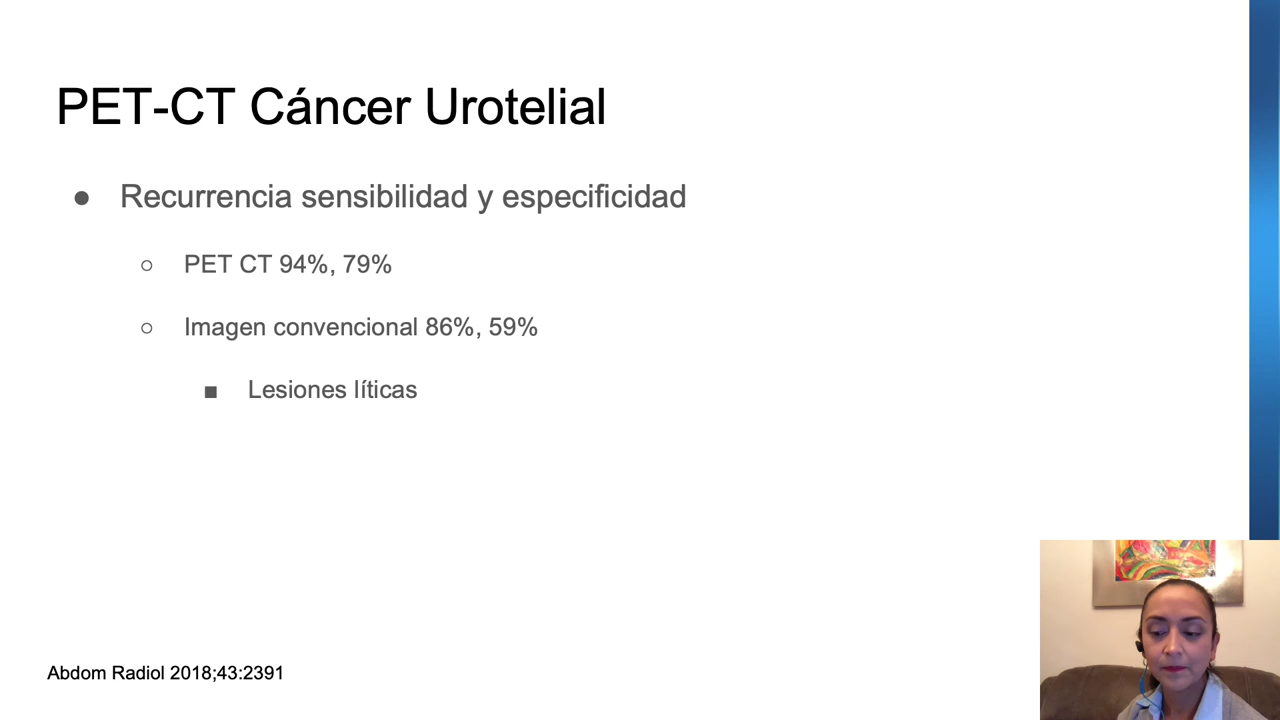 PET-CT Cáncer Urotelial
● Recurrencia sensibilidad y especificidad
○ PET CT 94%, 79%
○ Imagen convencional 86%, 59%
■ Lesiones líticas
Abdom Radiol 2018;43:2391